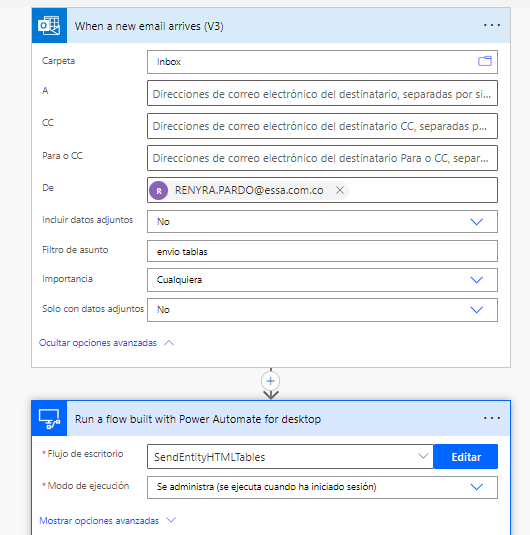 When a new email arrives (V3)
Carpeta
Inbox
A
Direcciones de correo electrónico del destinatario, separadas por si...
CC
Direcciones de correo electrónico del destinatario CC, separadas p...
Para o CC
Direcciones de correo electrónico del destinatario Para o CC, separ...
De
R RENYRA.PARDO@essa.com.co
Incluir datos adjuntos
No
Filtro de asunto
envio tablas
Importancia
Cualquiera
Solo con datos adjuntos
No
Ocultar opciones avanzadas
Run a flow built with Power Automate for desktop
*Flujo de escritorio
SendEntityHTMLTables
Editar
*Modo de ejecución
Se administra (se ejecuta cuando ha iniciado sesión)
Mostrar opciones avanzadas